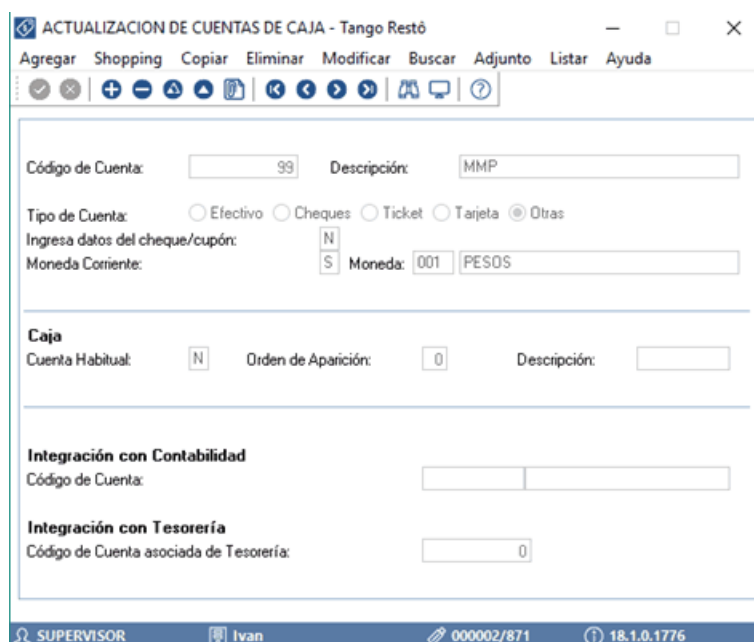 ACTUALIZACION DE CUENTAS DE CAJA - Tango Restô
Agregar Shopping Copiar Eliminar Modificar Buscar Adjunto Listar Ayuda
Código de Cuenta: 99 Descripción: MMP
Tipo de Cuenta: Efectivo Cheques Ticket Tarjeta Otras
Ingresa datos del cheque/cupón: N
Moneda Corriente: S Moneda: 001 PESOS
Caja
Cuenta Habitual: N Orden de Aparición: 0 Descripción:
Integración con Contabilidad
Código de Cuenta:
Integración con Tesorería
Código de Cuenta asociada de Tesorería: 0
SUPERVISOR Ivan 000002/871 18.1.0.1776